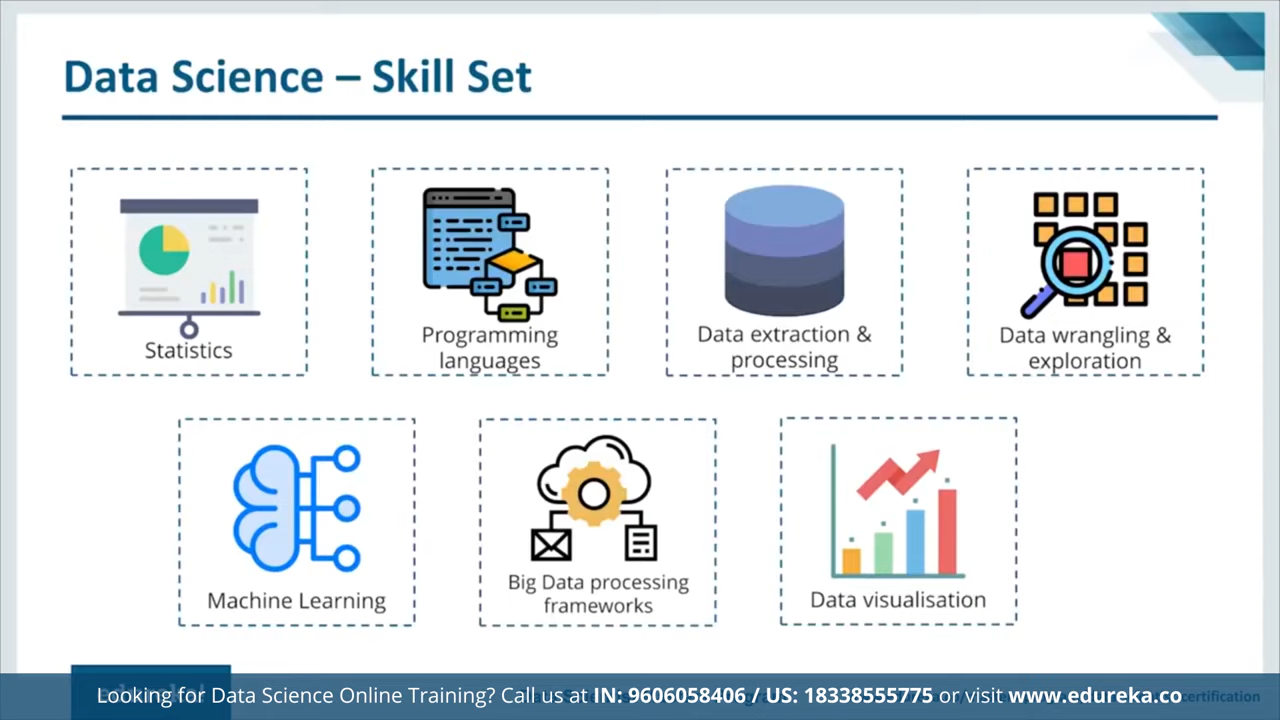 Data Science – Skill Set
Statistics
Programming
languages
Data extraction &
processing
Data wrangling &
exploration
Machine Learning
Big Data processing
frameworks
Data visualisation
Looking for Data Science Online Training? Call us at IN: 9606058406 / US: 18338555775 or visit www.edureka.co
certification